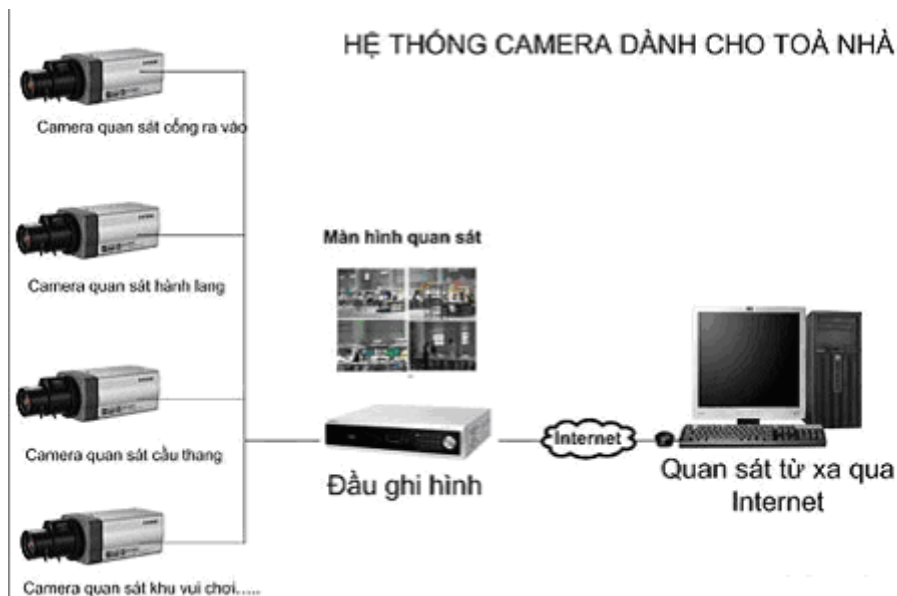 HỆ THỐNG CAMERA DÀNH CHO TOÀ NHÀ
Camera quan sát cổng ra vào
Camera quan sát hành lang
Camera quan sát cầu thang
Camera quan sát khu vui chơi.....
Màn hình quan sát
Đầu ghi hình
Internet
Quan sát từ xa qua
Internet